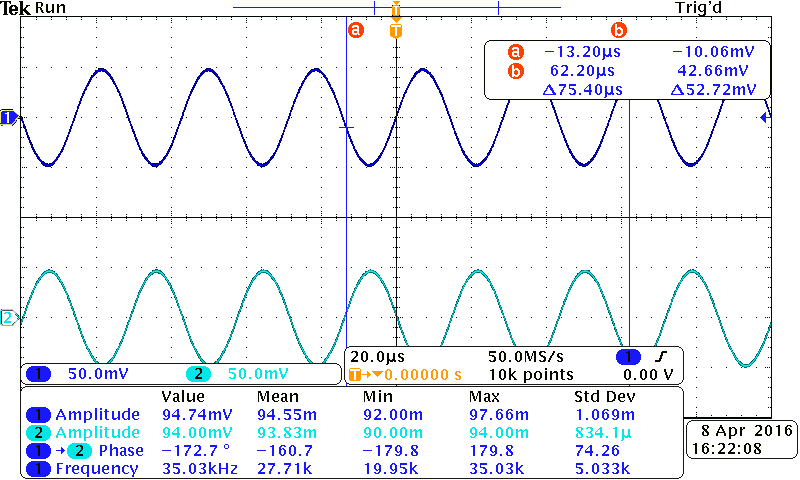 Tek Run Trig'd
a b
T
T
a −13.20µs −10.06mV
b 62.20µs 42.66mV
Δ75.40µs Δ52.72mV
1
2
1 50.0mV 2 50.0mV
20.0µs 50.0MS/s 1
T→▼0.00000 s 10k points 0.00 V
Value Mean Min Max Std Dev
1 Amplitude 94.74mV 94.55m 92.00m 97.66m 1.069m
2 Amplitude 94.00mV 93.83m 90.00m 94.00m 834.1µ
1 → 2 Phase −172.7 ° −160.7 −179.8 179.8 74.26
1 Frequency 35.03kHz 27.71k 19.95k 35.03k 5.033k
8 Apr 2016
16:22:08